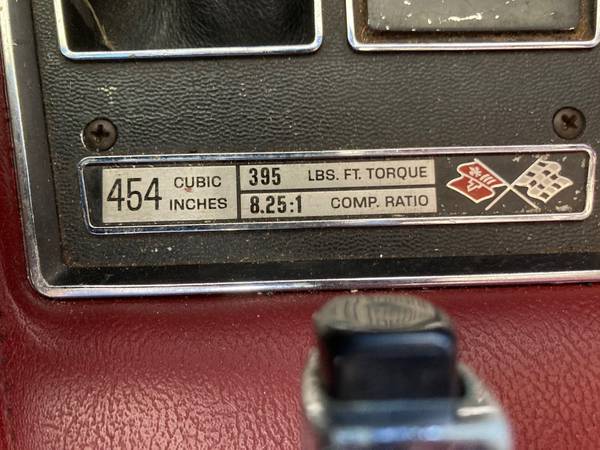 454 CUBIC INCHES
395 LBS. FT. TORQUE
8.25:1 COMP. RATIO